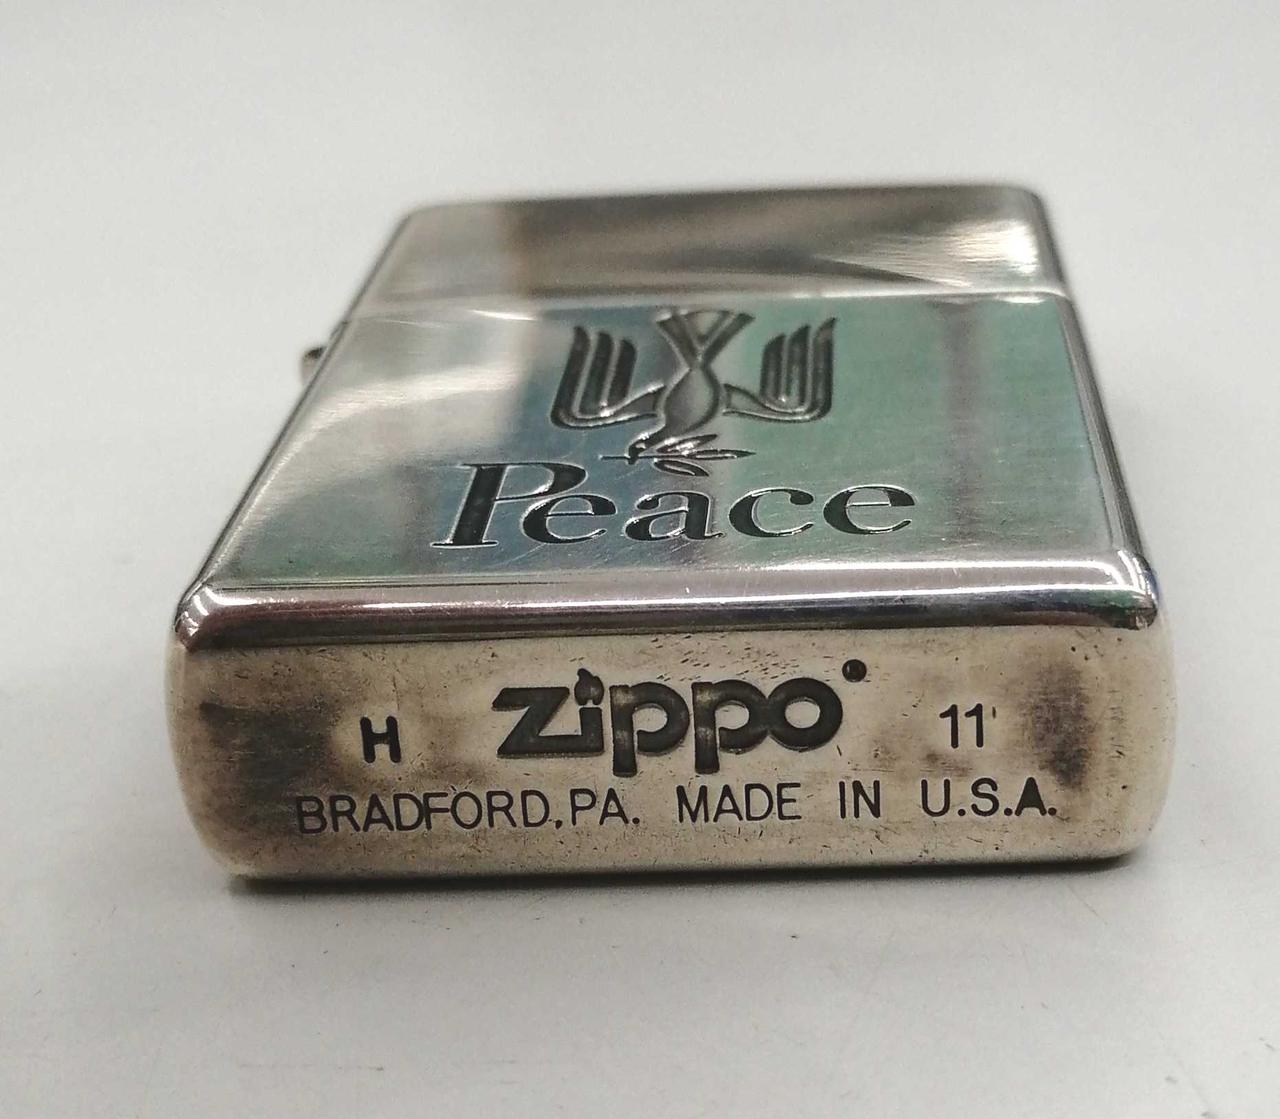 Peace
H zippo 11
BRADFORD, PA. MADE IN U.S.A.